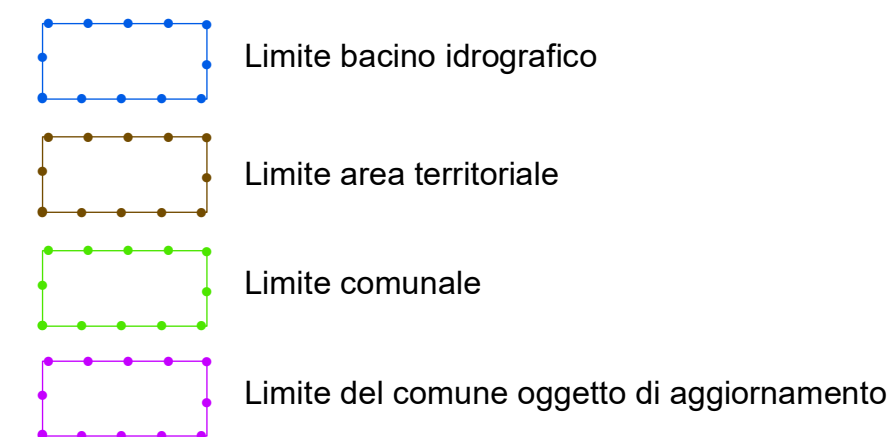 Limite bacino idrografico
Limite area territoriale
Limite comunale
Limite del comune oggetto di aggiornamento